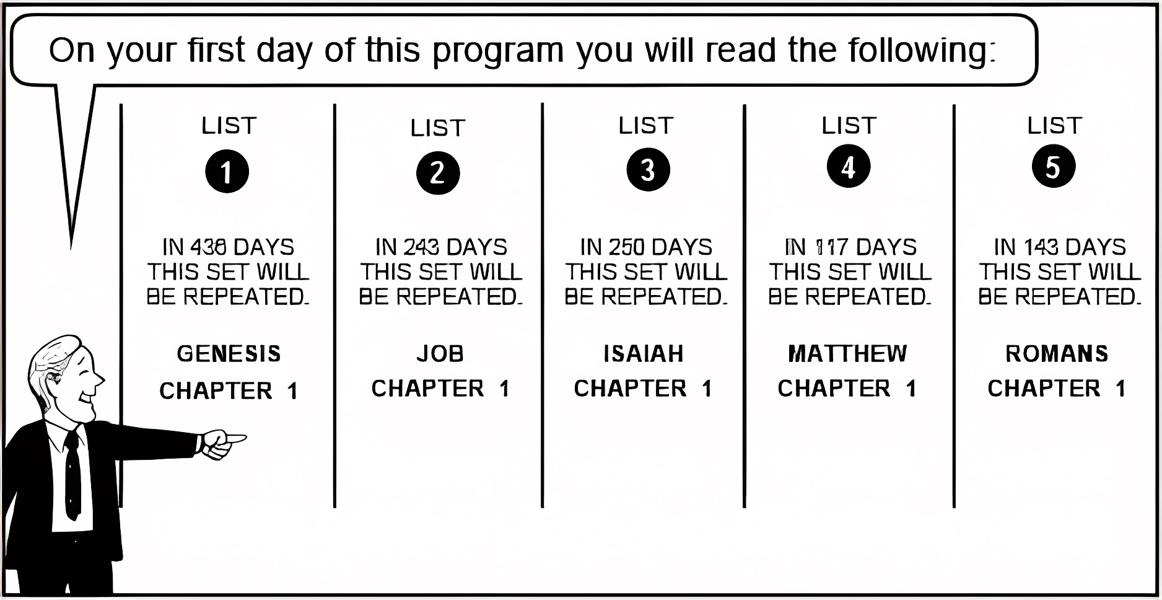 On your first day of this program you will read the following:
LIST
1
IN 436 DAYS
THIS SET WILL
BE REPEATED.
GENESIS
CHAPTER 1
LIST
2
IN 243 DAYS
THIS SET WILL
BE REPEATED.
JOB
CHAPTER 1
LIST
3
IN 250 DAYS
THIS SET WILL
BE REPEATED.
ISAIAH
CHAPTER 1
LIST
4
IN 117 DAYS
THIS SET WILL
BE REPEATED.
MATTHEW
CHAPTER 1
LIST
5
IN 143 DAYS
THIS SET WILL
BE REPEATED.
ROMANS
CHAPTER 1